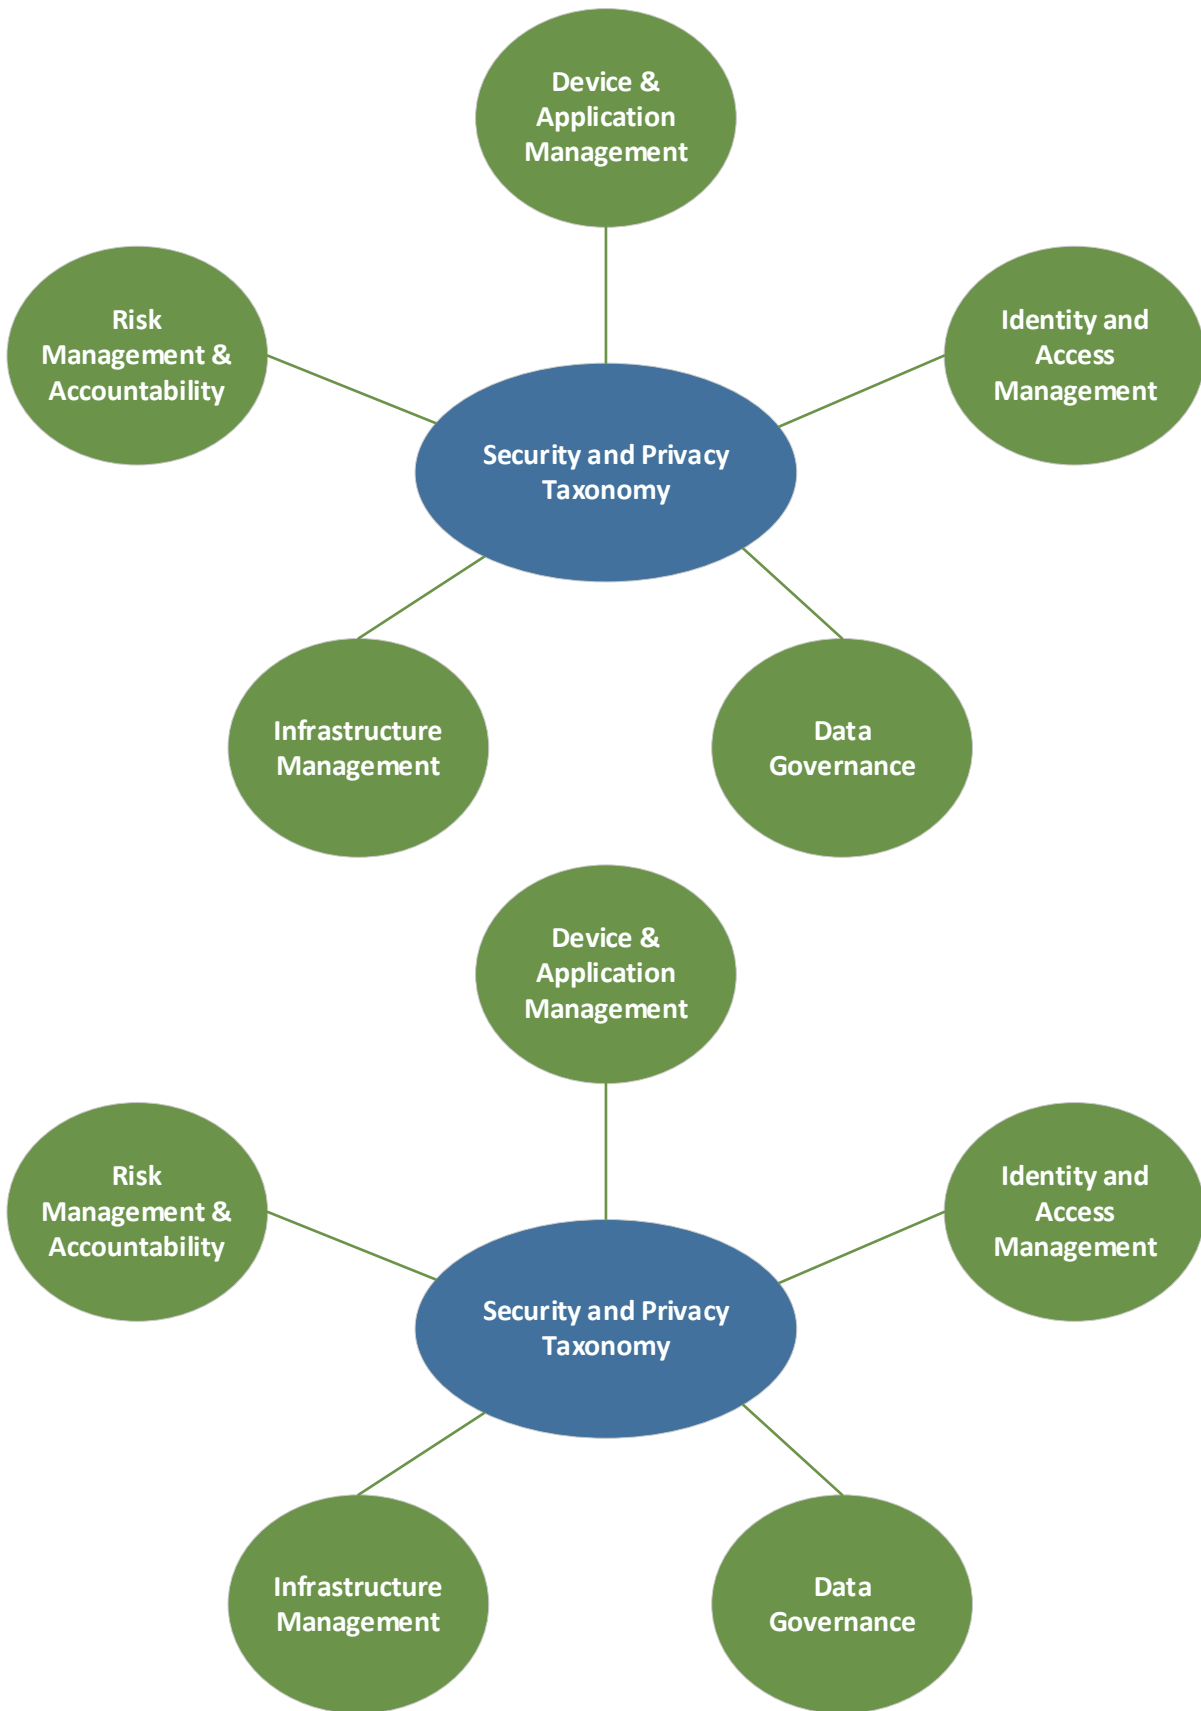 Device &
Application
Management
Risk
Management &
Accountability
Identity and
Access
Management
Security and Privacy
Taxonomy
Infrastructure
Management
Data
Governance
Device &
Application
Management
Risk
Management &
Accountability
Identity and
Access
Management
Security and Privacy
Taxonomy
Infrastructure
Management
Data
Governance